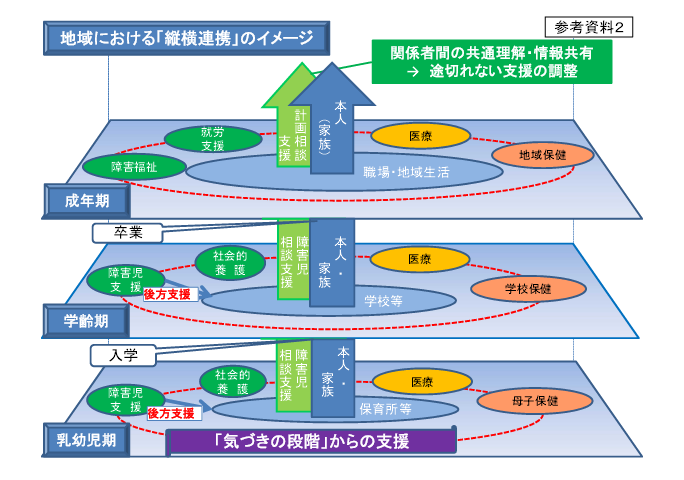 参考資料２
地域における「縦横連携」のイメージ
関係者間の共通理解・情報共有
→ 途切れない支援の調整
計画相談
支援
本人
（家族）
就労
支援
医療
障害福祉
地域保健
職場・地域生活
成年期
卒業
障害児
相談支援
本人・
家族
社会的
養 護
医療
障害児
支 援
後方支援
学校等
学校保健
学齢期
入学
障害児
相談支援
本人・
家族
社会的
養 護
医療
障害児
支 援
後方支援
保育所等
母子保健
乳幼児期
「気づきの段階」からの支援